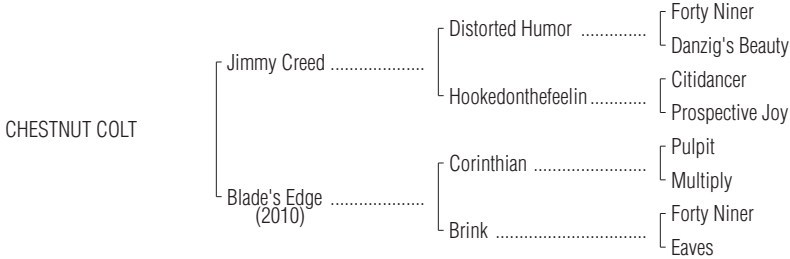 Forty Niner
Distorted Humor ..............
Danzig's Beauty
Jimmy Creed ....................
Citidancer
Hookedonthefeelin............
Prospective Joy
CHESTNUT COLT
Pulpit
Corinthian ........................
Multiply
Blade's Edge ....................
(2010)
Forty Niner
Brink ................................
Eaves